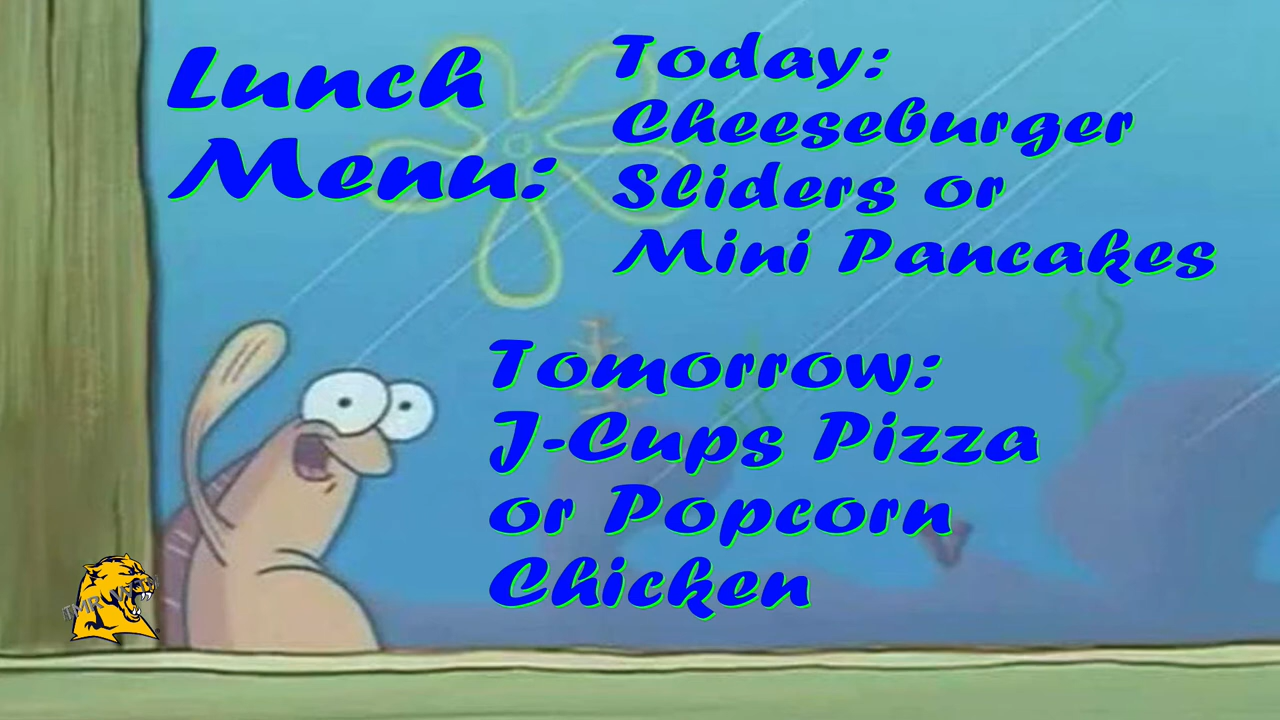 Lunch
Menu:
Today:
Cheeseburger
Sliders or
Mini Pancakes
Tomorrow:
J-Cups Pizza
or Popcorn
Chicken